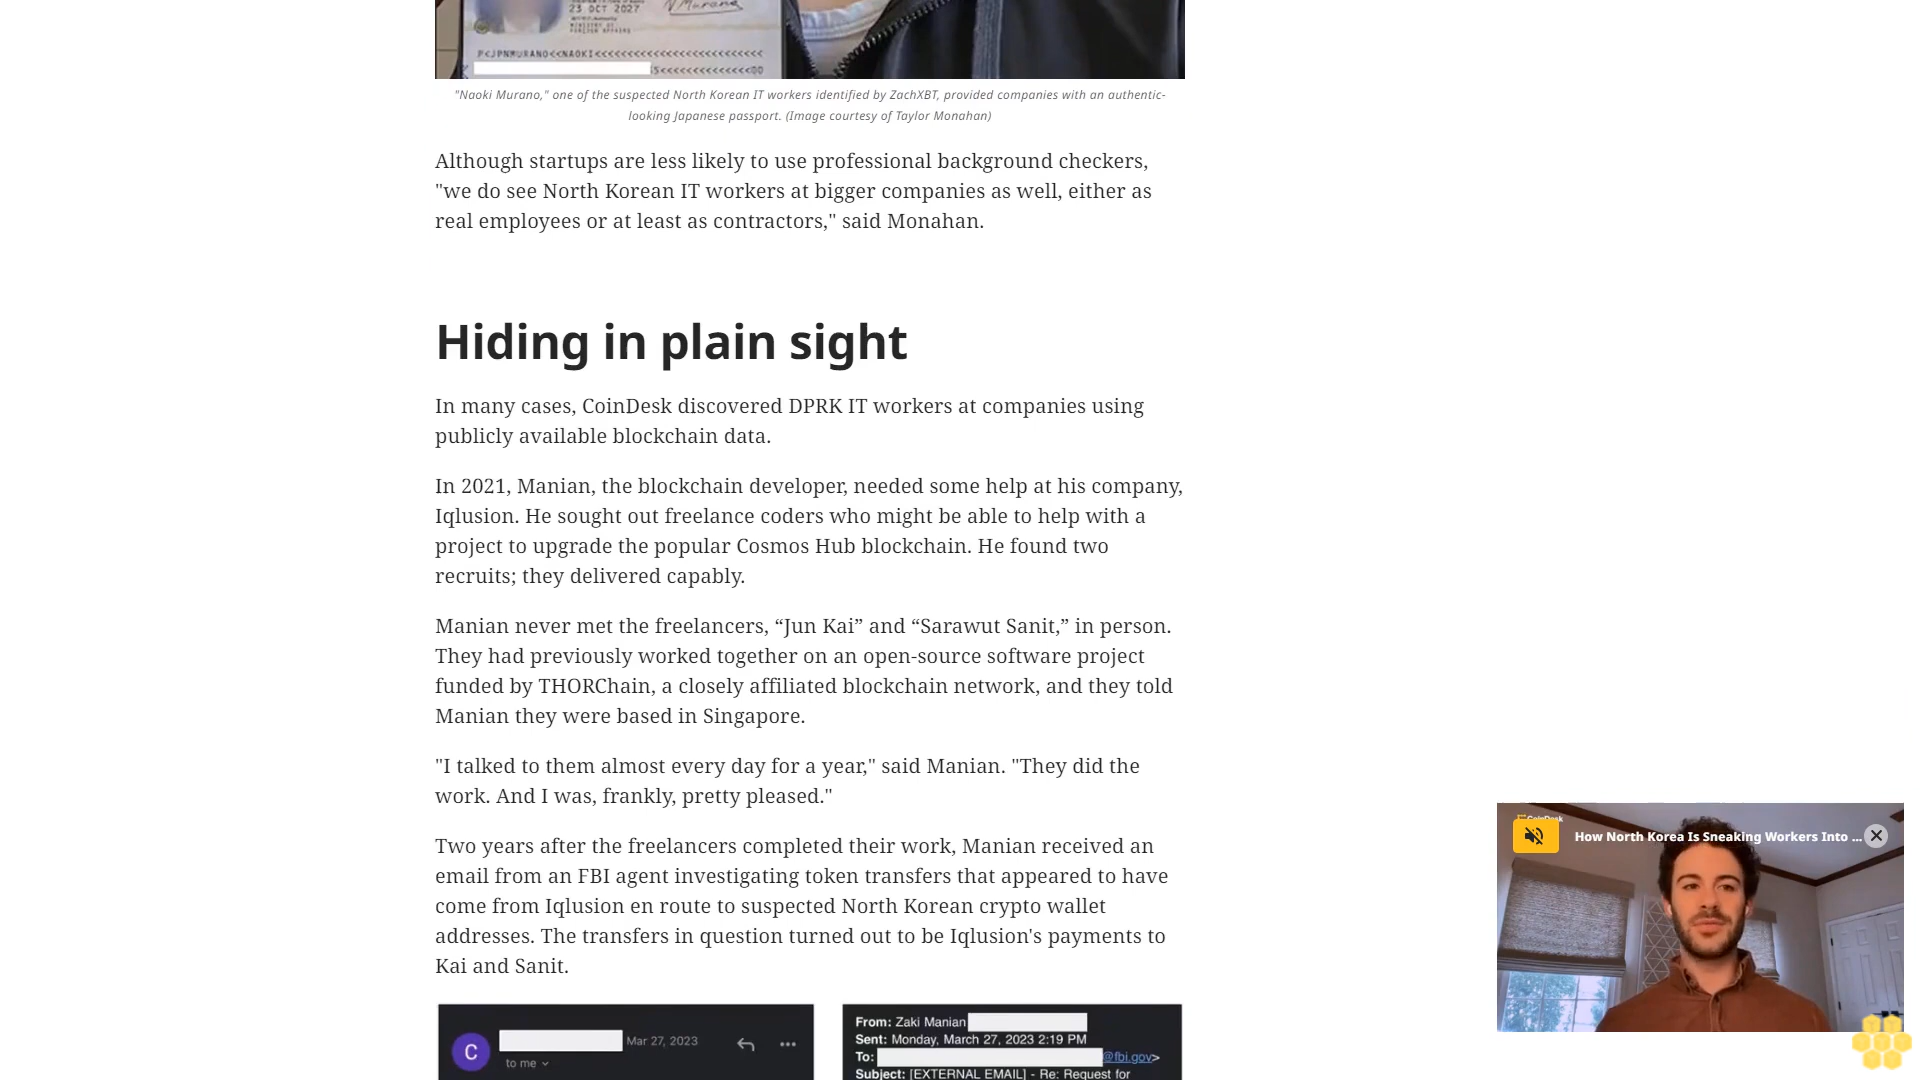 23 OCT 2027
N Murano
MINISTRY OF
FOREIGN AFFAIRS
P<JPNMURANO<<NAOKI<<<<<<<<<<<<<<<<<<<<<<<<<
"Naoki Murano," one of the suspected North Korean IT workers identified by ZachXBT, provided companies with an authentic-
looking Japanese passport. (Image courtesy of Taylor Monahan)
Although startups are less likely to use professional background checkers,
"we do see North Korean IT workers at bigger companies as well, either as
real employees or at least as contractors," said Monahan.
Hiding in plain sight
In many cases, CoinDesk discovered DPRK IT workers at companies using
publicly available blockchain data.
In 2021, Manian, the blockchain developer, needed some help at his company,
Iqlusion. He sought out freelance coders who might be able to help with a
project to upgrade the popular Cosmos Hub blockchain. He found two
recruits; they delivered capably.
Manian never met the freelancers, “Jun Kai” and “Sarawut Sanit,” in person.
They had previously worked together on an open-source software project
funded by THORChain, a closely affiliated blockchain network, and they told
Manian they were based in Singapore.
"I talked to them almost every day for a year," said Manian. "They did the
work. And I was, frankly, pretty pleased."
Two years after the freelancers completed their work, Manian received an
email from an FBI agent investigating token transfers that appeared to have
come from Iqlusion en route to suspected North Korean crypto wallet
addresses. The transfers in question turned out to be Iqlusion's payments to
Kai and Sanit.
CoinDesk
How North Korea Is Sneaking Workers Into ...
C
Mar 27, 2023
to me
From: Zaki Manian
Sent: Monday, March 27, 2023 2:19 PM
To: @fbi.gov>
Subject: [EXTERNAL EMAIL] - Re: Request for